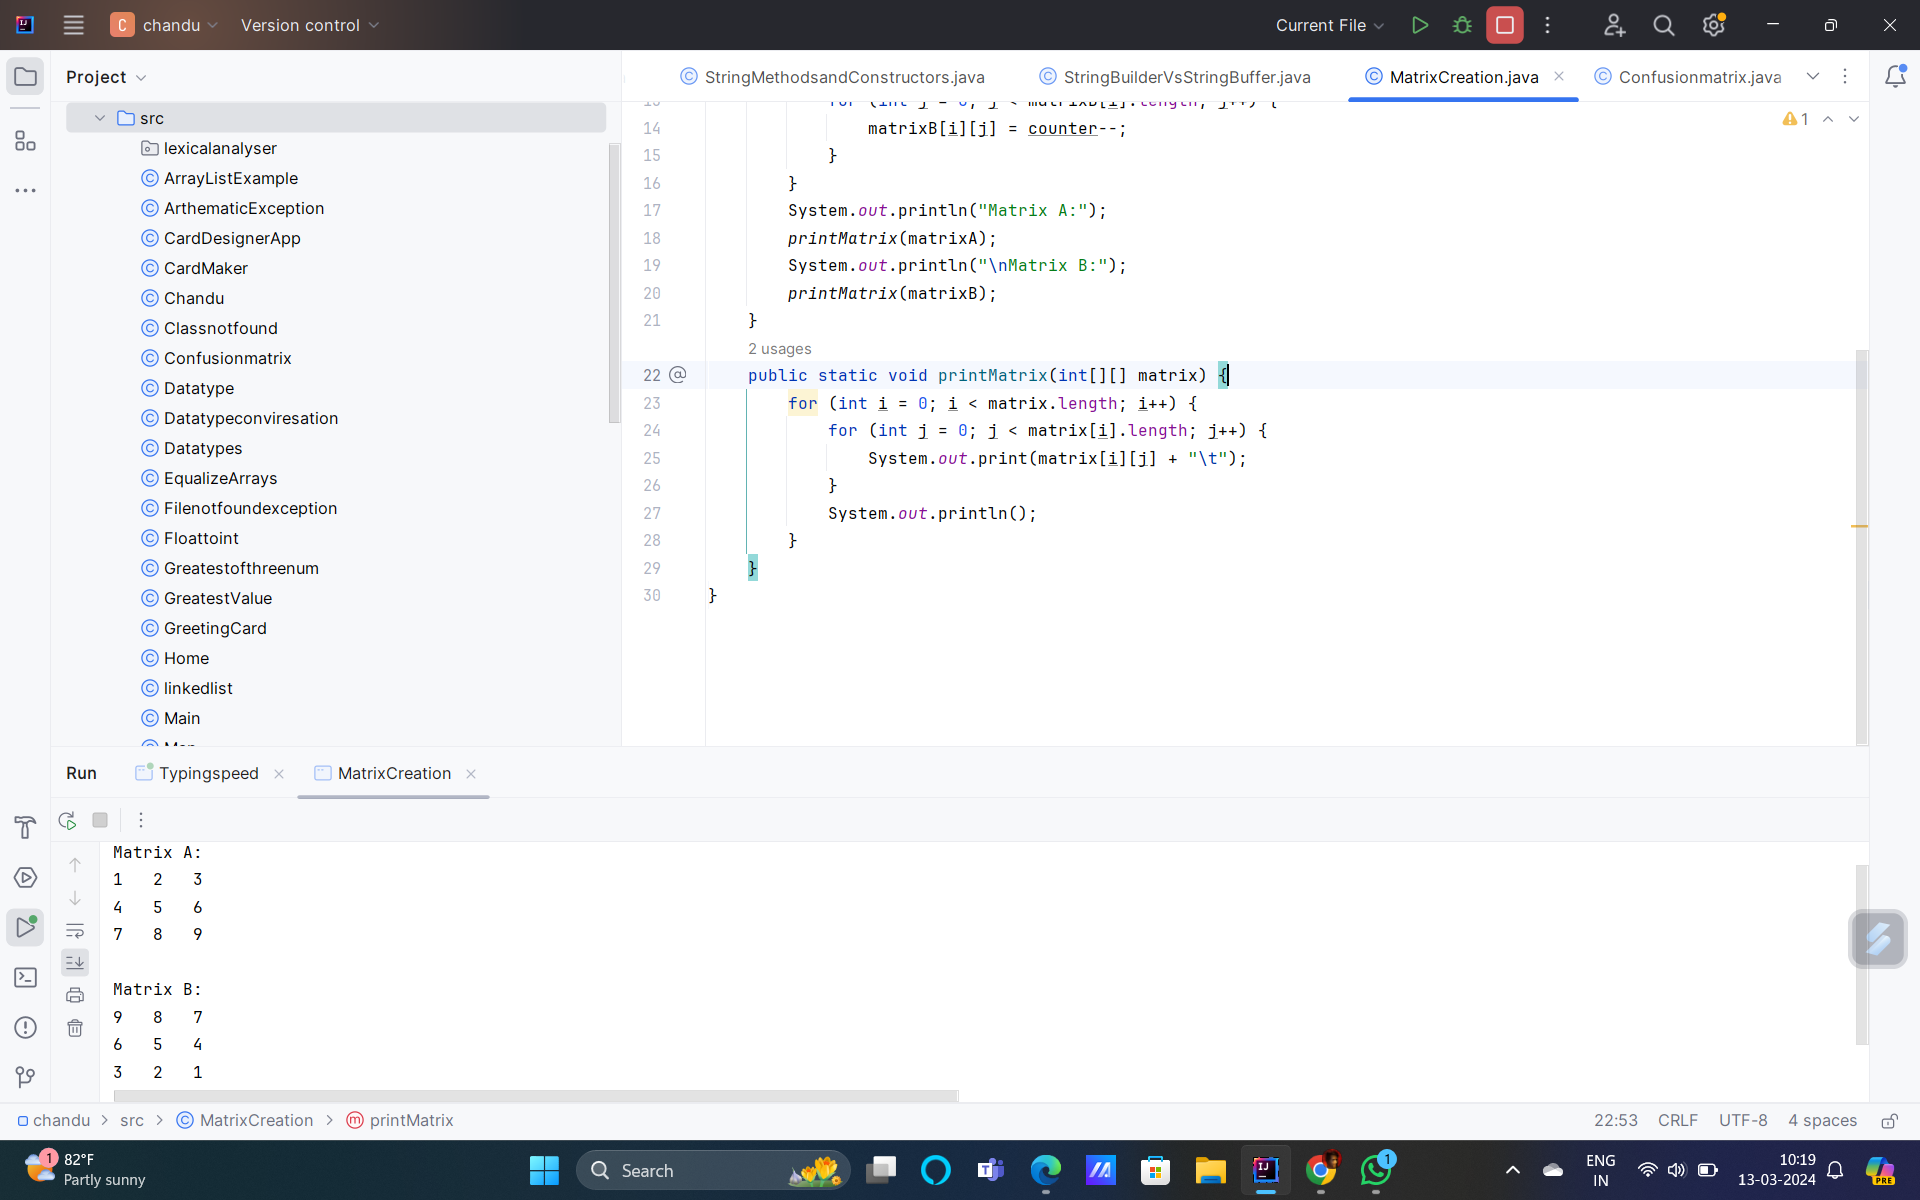 C chandu Version control Current File
Project
StringMethodsandConstructors.java StringBuilderVsStringBuffer.java MatrixCreation.java Confusionmatrix.java
src
lexicalanalyser
ArrayListExample
ArthematicException
CardDesignerApp
CardMaker
Chandu
Classnotfound
Confusionmatrix
Datatype
Datatypeconviresation
Datatypes
EqualizeArrays
Filenotfoundexception
Floattoint
Greatestofthreenum
GreatestValue
GreetingCard
Home
linkedlist
Main
1
13 for (int j = 0; j < matrixB[i].length; j++) {
14 matrixB[i][j] = counter--;
15 }
16 }
17 System.out.println("Matrix A:");
18 printMatrix(matrixA);
19 System.out.println("\nMatrix B:");
20 printMatrix(matrixB);
21 }
2 usages
22 @ public static void printMatrix(int[][] matrix) {
23 for (int i = 0; i < matrix.length; i++) {
24 for (int j = 0; j < matrix[i].length; j++) {
25 System.out.print(matrix[i][j] + "\t");
26 }
27 System.out.println();
28 }
29 }
30 }
Run Typingspeed MatrixCreation
Matrix A:
1 2 3
4 5 6
7 8 9
Matrix B:
9 8 7
6 5 4
3 2 1
chandu > src > MatrixCreation > printMatrix 22:53 CRLF UTF-8 4 spaces
1 82°F
Partly sunny
Search
1
ENG
IN
10:19
13-03-2024
PRE